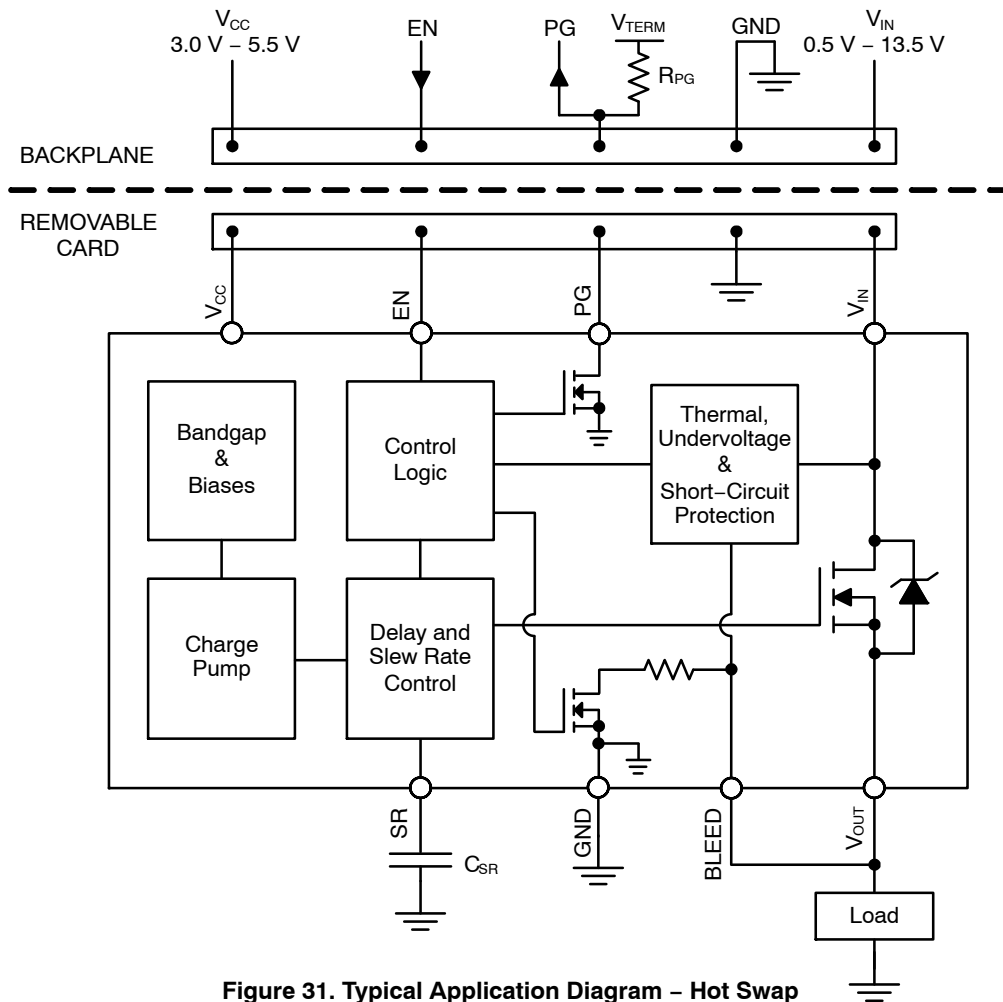 VCC
3.0 V − 5.5 V
EN
PG
VTERM
RPG
GND
VIN
0.5 V − 13.5 V
BACKPLANE
REMOVABLE
CARD
VCC
EN
PG
VIN
Bandgap
&
Biases
Control
Logic
Thermal,
Undervoltage
&
Short−Circuit
Protection
Charge
Pump
Delay and
Slew Rate
Control
SR
GND
BLEED
VOUT
CSR
Load
Figure 31. Typical Application Diagram − Hot Swap